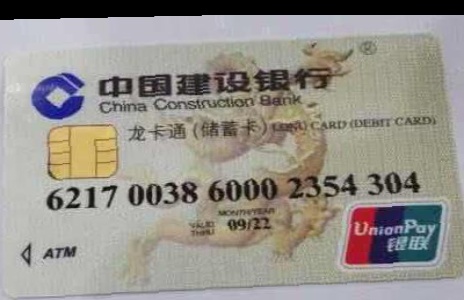 ®
中国建设银行
China Construction Bank
龙卡通(储蓄卡) LONG CARD (DEBIT CARD)
6217 0038 6000 2354 304
MONTH/YEAR
VALID THRU 09/22
ATM
UnionPay
银联